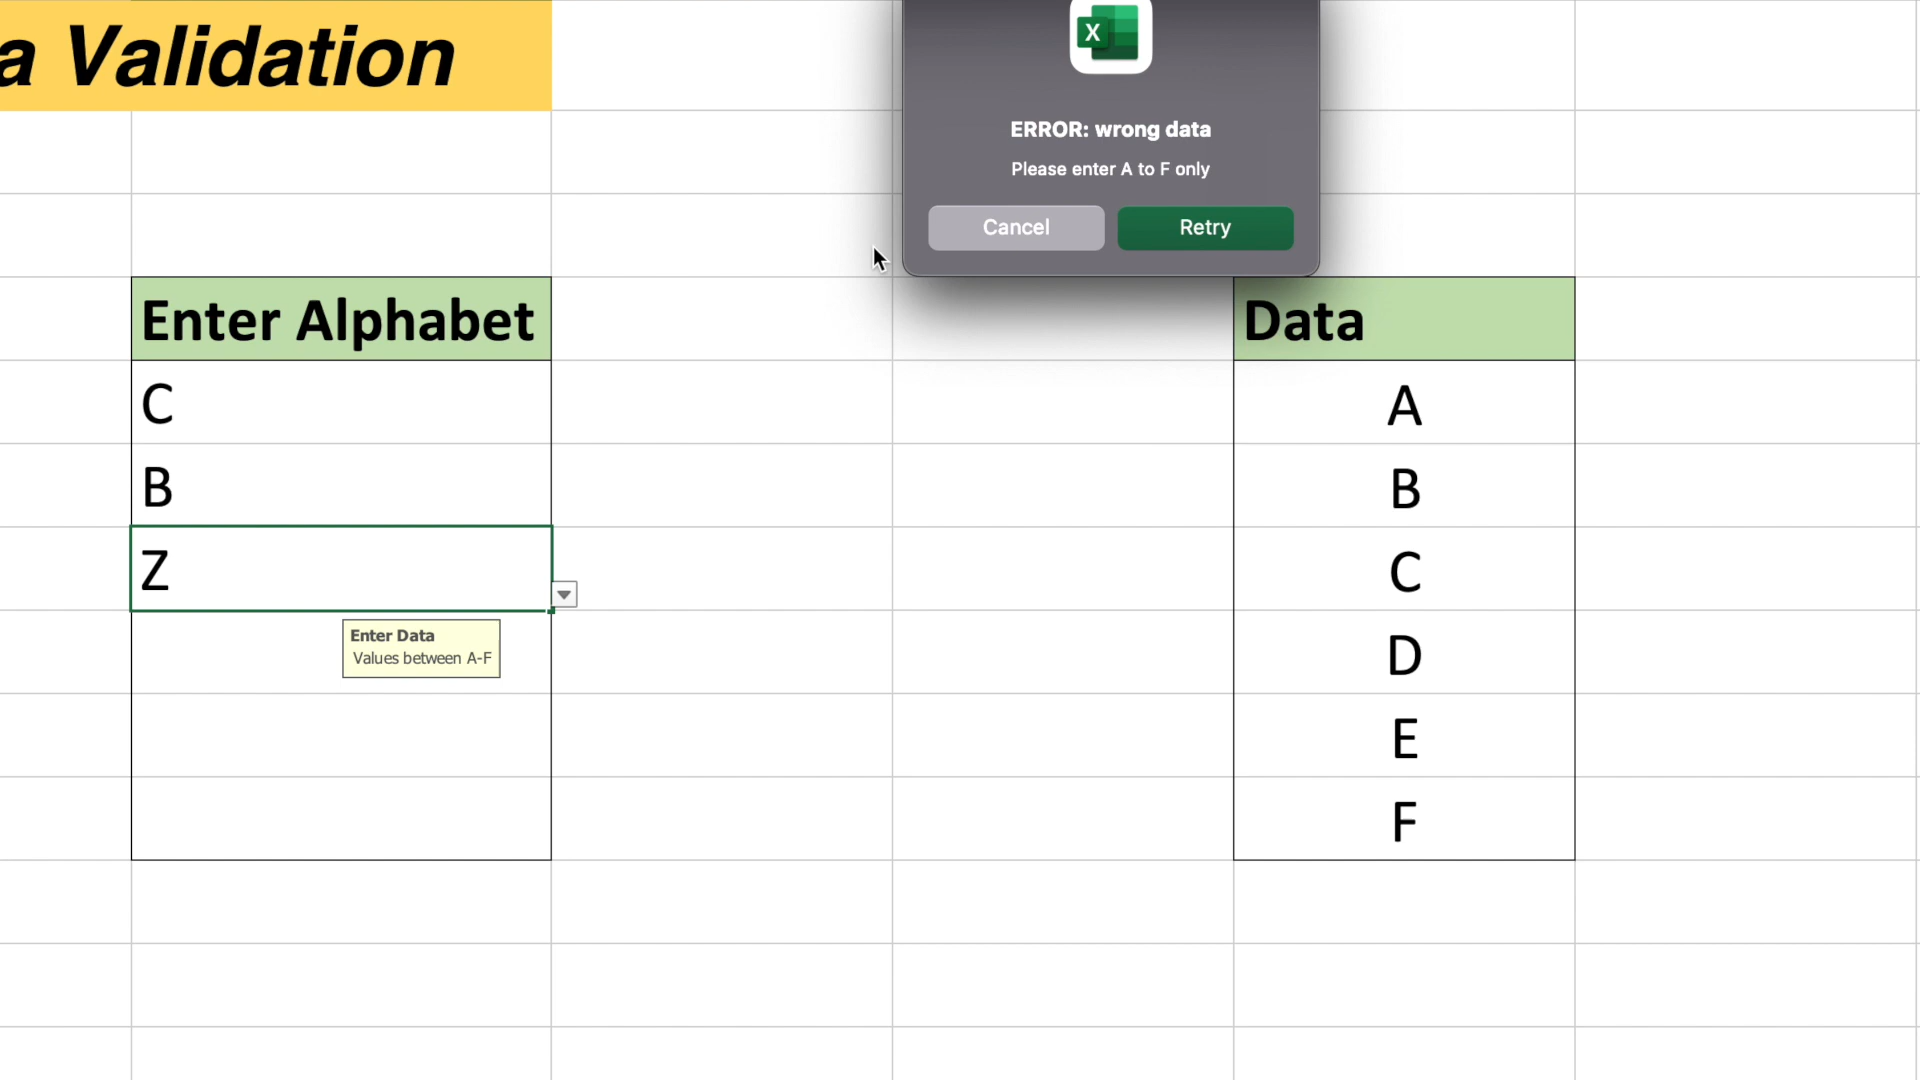 a Validation
X
ERROR: wrong data
Please enter A to F only
Cancel
Retry
Enter Alphabet
C
B
Z
Enter Data
Values between A-F
Data
A
B
C
D
E
F